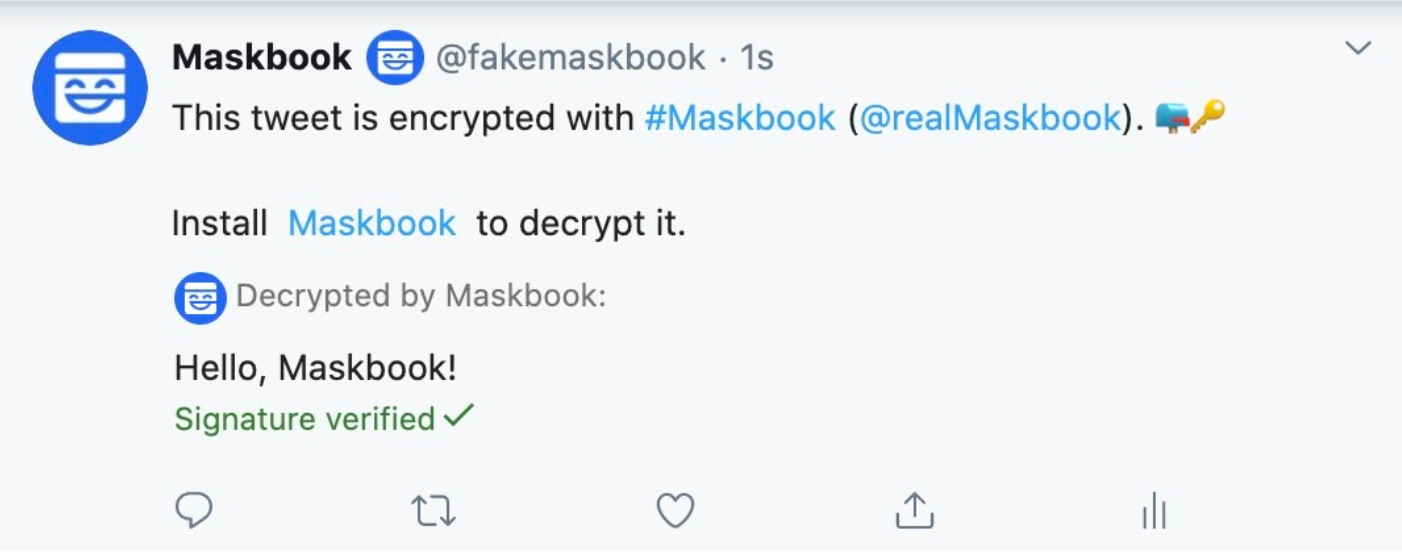 Maskbook @fakemaskbook · 1s
This tweet is encrypted with #Maskbook (@realMaskbook). 📪🔑
Install Maskbook to decrypt it.
Decrypted by Maskbook:
Hello, Maskbook!
Signature verified ✓